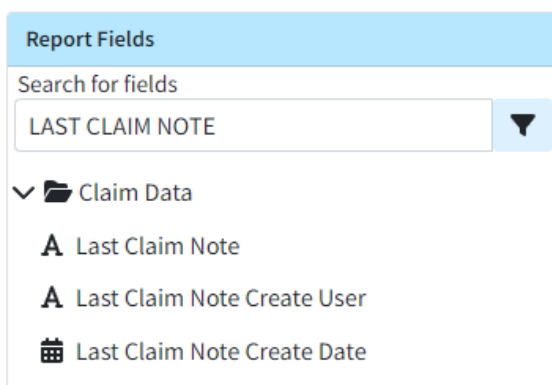 Report Fields
Search for fields
LAST CLAIM NOTE
Claim Data
Last Claim Note
Last Claim Note Create User
Last Claim Note Create Date